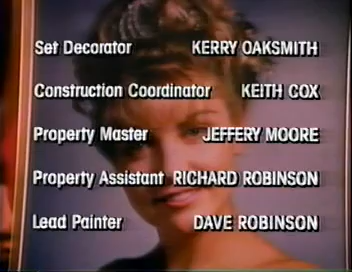 Set Decorator KERRY OAKSMITH
Construction Coordinator KEITH COX
Property Master JEFFERY MOORE
Property Assistant RICHARD ROBINSON
Lead Painter DAVE ROBINSON